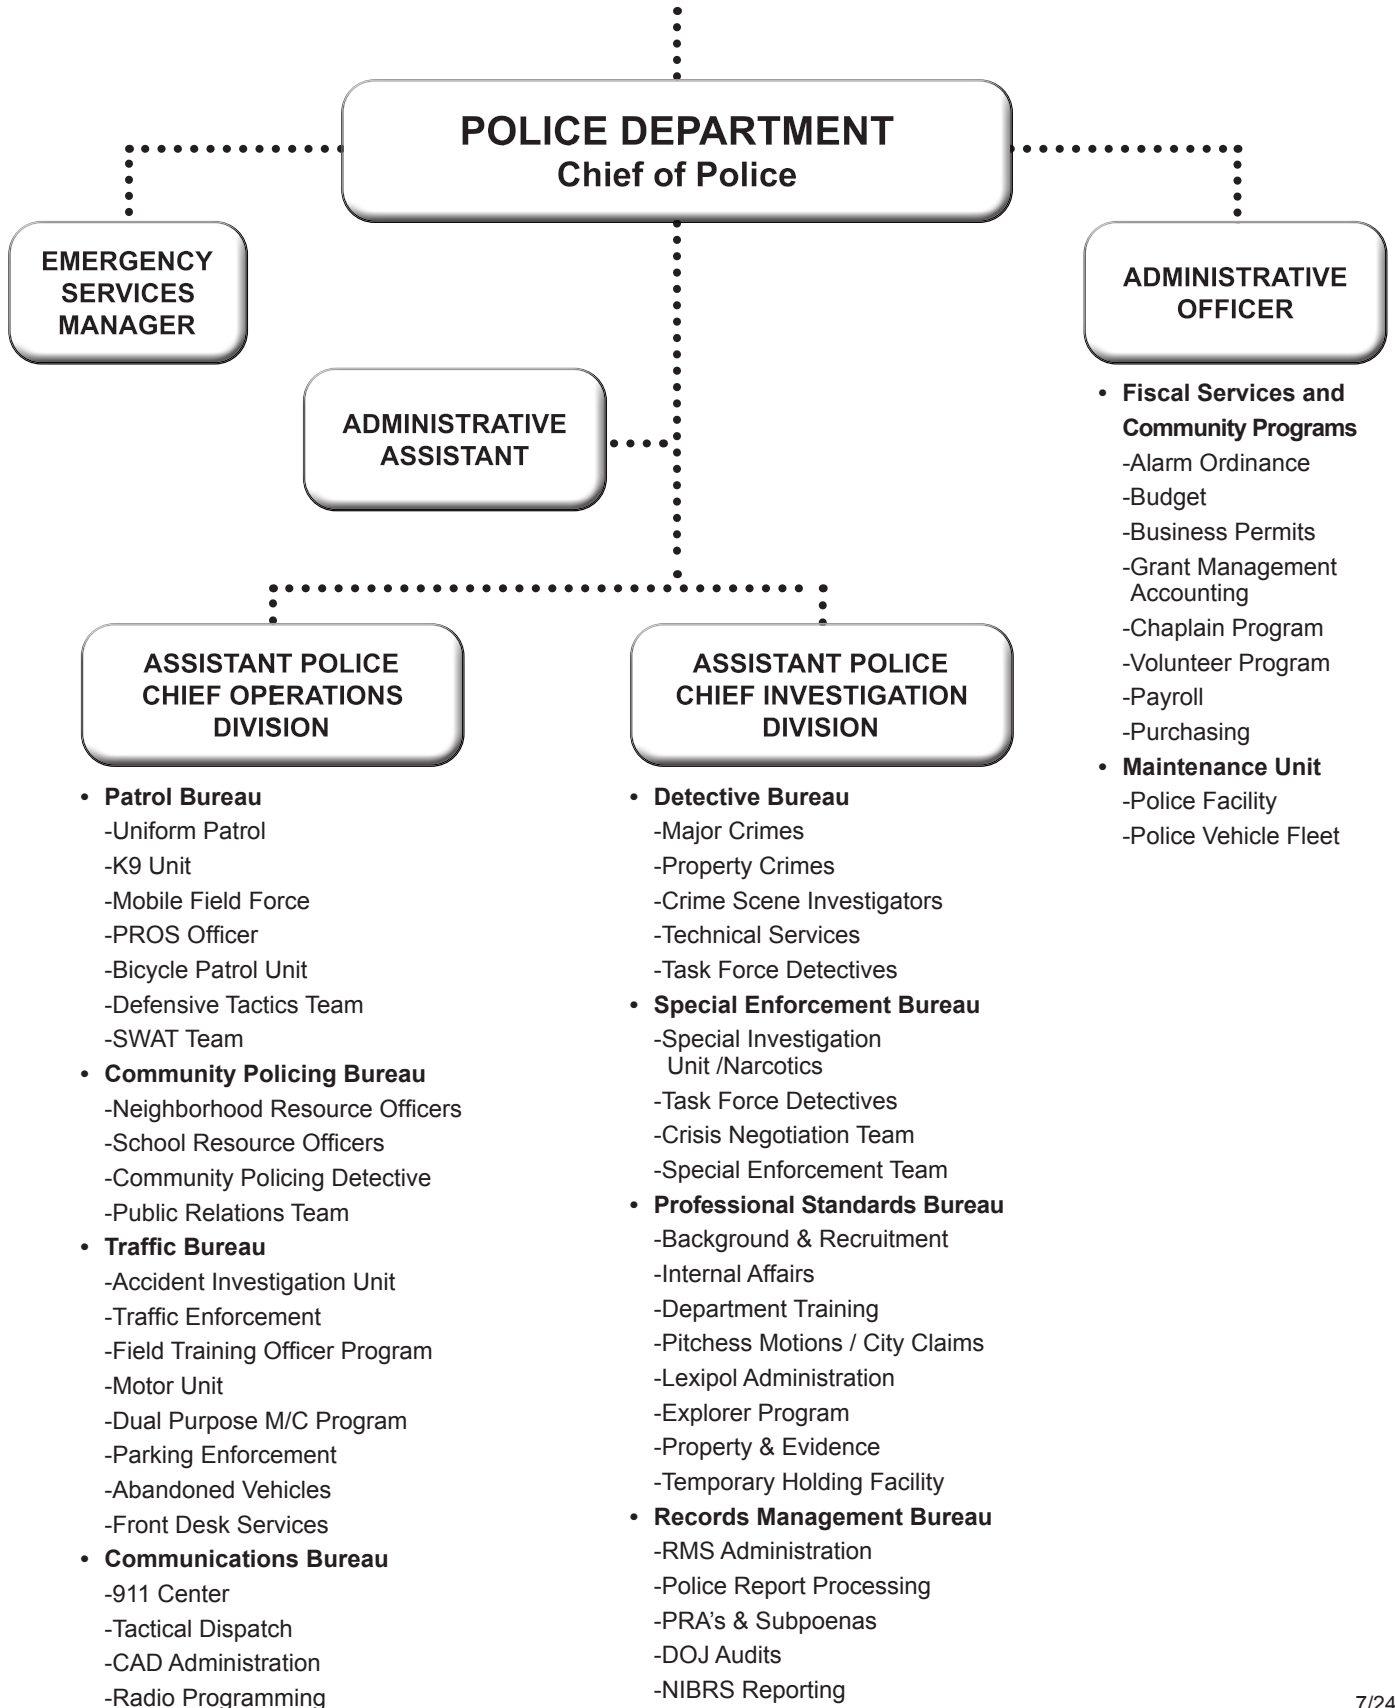 POLICE DEPARTMENT
Chief of Police
EMERGENCY
SERVICES
MANAGER
ADMINISTRATIVE
OFFICER
ADMINISTRATIVE
ASSISTANT
• Fiscal Services and
Community Programs
-Alarm Ordinance
-Budget
-Business Permits
-Grant Management
Accounting
-Chaplain Program
-Volunteer Program
-Payroll
-Purchasing
• Maintenance Unit
-Police Facility
-Police Vehicle Fleet
ASSISTANT POLICE
CHIEF OPERATIONS
DIVISION
• Patrol Bureau
-Uniform Patrol
-K9 Unit
-Mobile Field Force
-PROS Officer
-Bicycle Patrol Unit
-Defensive Tactics Team
-SWAT Team
• Community Policing Bureau
-Neighborhood Resource Officers
-School Resource Officers
-Community Policing Detective
-Public Relations Team
• Traffic Bureau
-Accident Investigation Unit
-Traffic Enforcement
-Field Training Officer Program
-Motor Unit
-Dual Purpose M/C Program
-Parking Enforcement
-Abandoned Vehicles
-Front Desk Services
• Communications Bureau
-911 Center
-Tactical Dispatch
-CAD Administration
-Radio Programming
ASSISTANT POLICE
CHIEF INVESTIGATION
DIVISION
• Detective Bureau
-Major Crimes
-Property Crimes
-Crime Scene Investigators
-Technical Services
-Task Force Detectives
• Special Enforcement Bureau
-Special Investigation
Unit /Narcotics
-Task Force Detectives
-Crisis Negotiation Team
-Special Enforcement Team
• Professional Standards Bureau
-Background & Recruitment
-Internal Affairs
-Department Training
-Pitchess Motions / City Claims
-Lexipol Administration
-Explorer Program
-Property & Evidence
-Temporary Holding Facility
• Records Management Bureau
-RMS Administration
-Police Report Processing
-PRA's & Subpoenas
-DOJ Audits
-NIBRS Reporting
7/24